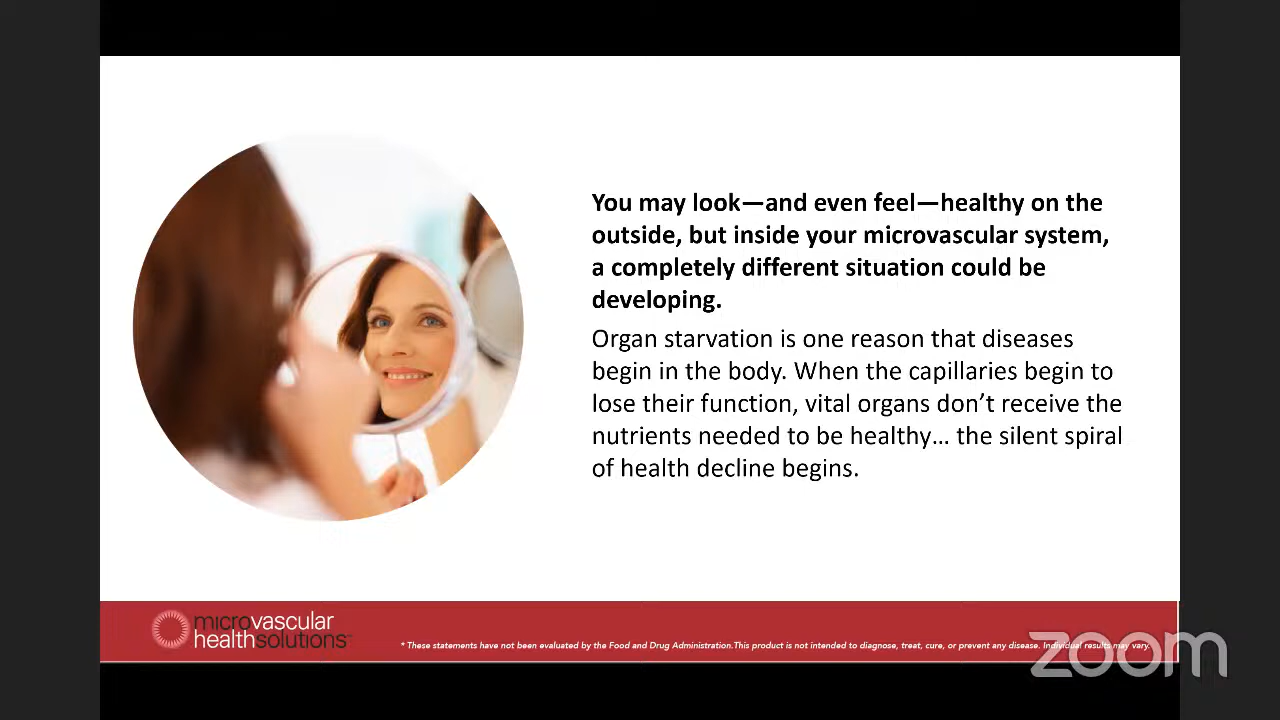 You may look—and even feel—healthy on the
outside, but inside your microvascular system,
a completely different situation could be
developing.
Organ starvation is one reason that diseases
begin in the body. When the capillaries begin to
lose their function, vital organs don’t receive the
nutrients needed to be healthy… the silent spiral
of health decline begins.
microvascular
healthsolutions™
* These statements have not been evaluated by the Food and Drug Administration.This product is not intended to diagnose, treat, cure, or prevent any disease. Individual results may vary.
zoom